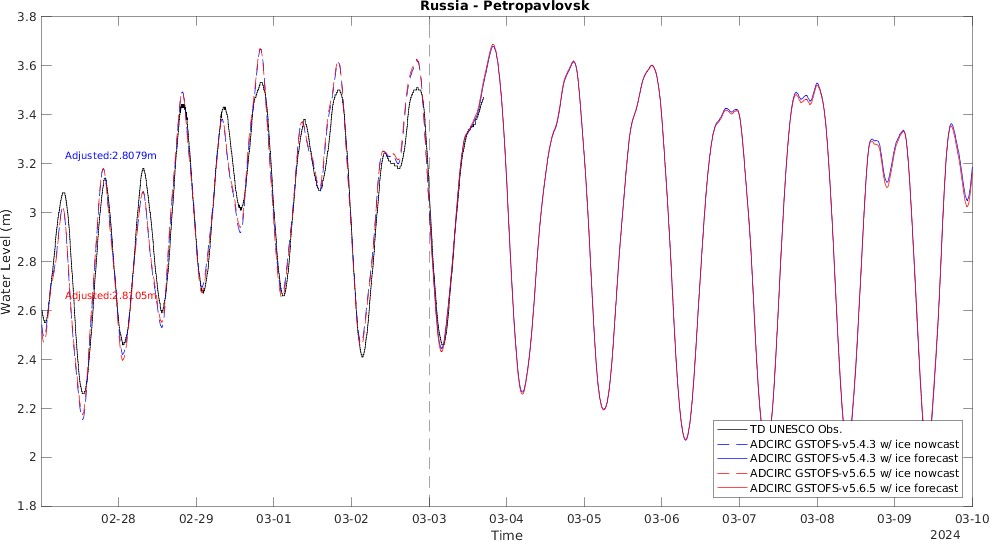 Russia - Petropavlovsk
3.8
3.6
3.4
3.2
3
2.8
2.6
2.4
2.2
2
1.8
Water Level (m)
Adjusted:2.8079m
Adjusted:2.8105m
TD UNESCO Obs.
ADCIRC GSTOFS-v5.4.3 w/ ice nowcast
ADCIRC GSTOFS-v5.4.3 w/ ice forecast
ADCIRC GSTOFS-v5.6.5 w/ ice nowcast
ADCIRC GSTOFS-v5.6.5 w/ ice forecast
02-28 02-29 03-01 03-02 03-03 03-04 03-05 03-06 03-07 03-08 03-09 03-10
Time
2024